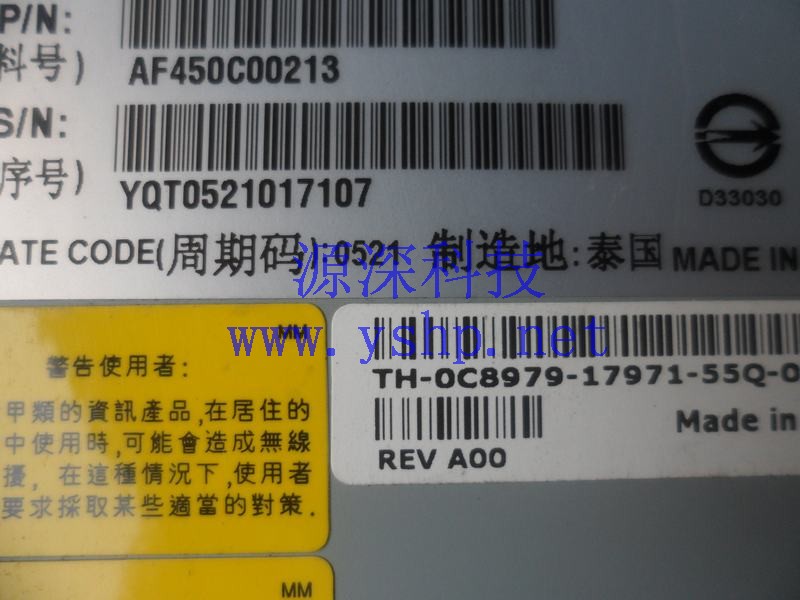 P/N:
料号)
AF450C00213
S/N:
序号)
YQT0521017107
D33030
ATE CODE(周期码):0521 制造地:泰国 MADE IN
源深科技
www.yshp.net
MM
警告使用者:
甲類的資訊產品,在居住的
中使用時,可能會造成無線
擾, 在這種情況下,使用者
要求採取某些適當的對策.
MM
TH-0C8979-17971-55Q-0
Made in
REV A00